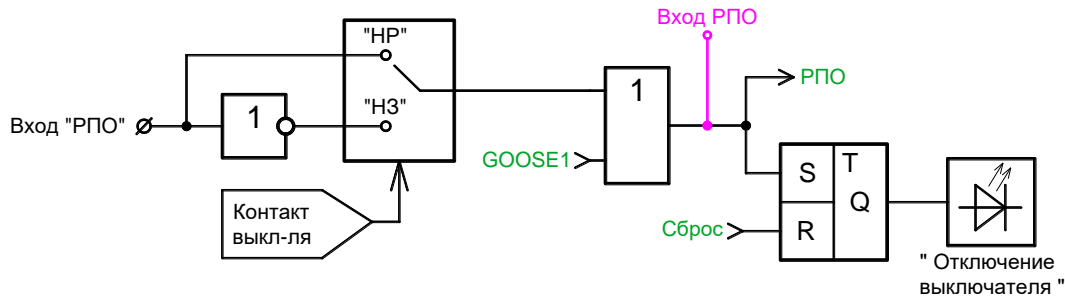 Вход РПО
"НР"
1
РПО
Вход "РПО"
1
"НЗ"
GOOSE1
S
T
Q
R
Контакт
выкл-ля
Сброс
" Отключение
выключателя "